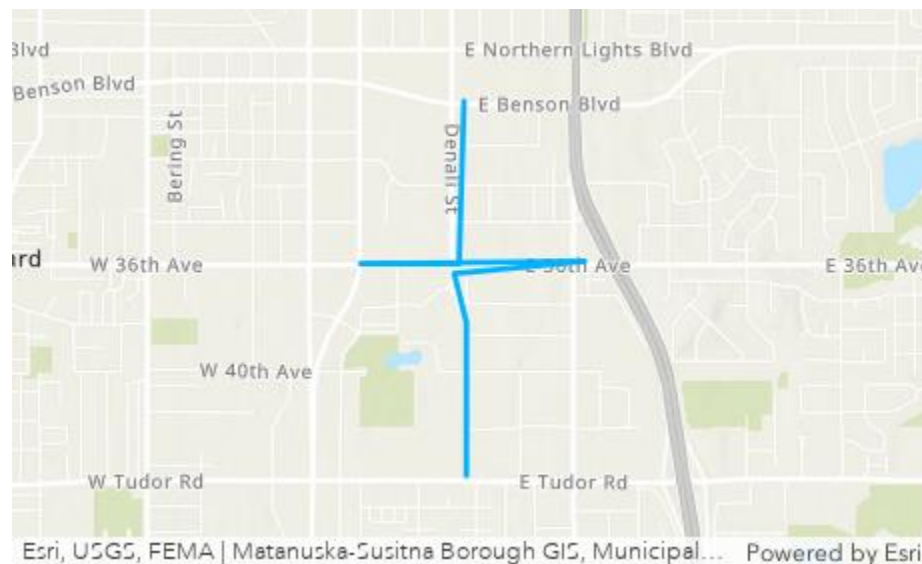 Blvd
E Northern Lights Blvd
Benson Blvd
E Benson Blvd
Bering St
Denali St
ard
W 36th Ave
E 36th Ave
E 36th Ave
W 40th Ave
W Tudor Rd
E Tudor Rd
Esri, USGS, FEMA | Matanuska-Susitna Borough GIS, Municipal... Powered by Esri